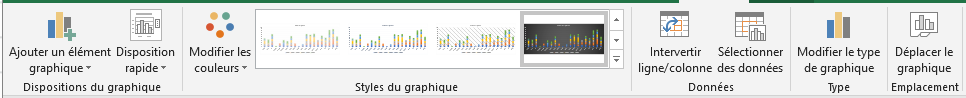 Ajouter un élément
graphique
Disposition
rapide
Modifier les
couleurs
Intervertir
ligne/colonne
Sélectionner
des données
Modifier le type
de graphique
Déplacer le
graphique
Dispositions du graphique
Styles du graphique
Données
Type
Emplacement